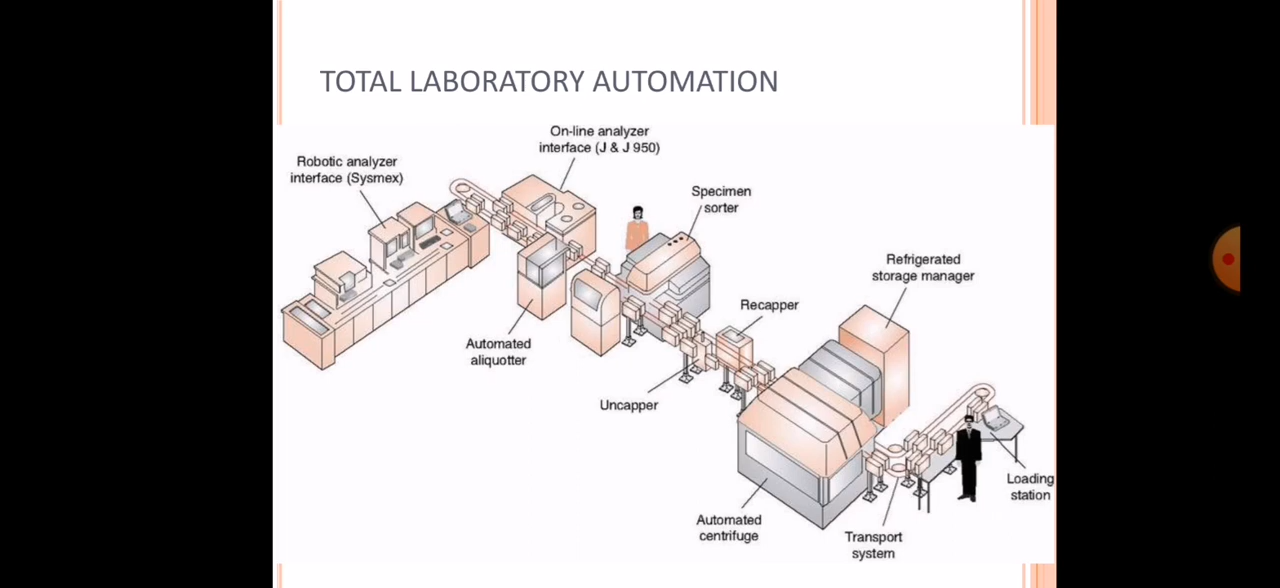 TOTAL LABORATORY AUTOMATION
On-line analyzer
interface (J & J 950)
Robotic analyzer
interface (Sysmex)
Specimen
sorter
Refrigerated
storage manager
Recapper
Automated
aliquotter
Uncapper
Loading
station
Automated
centrifuge
Transport
system